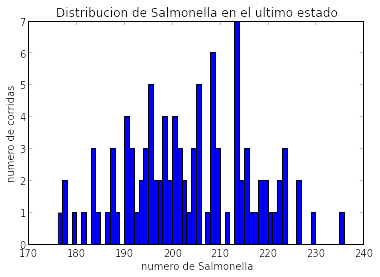 Distribucion de Salmonella en el ultimo estado
7
6
5
4
3
2
1
0
numero de corridas
170 180 190 200 210 220 230 240
numero de Salmonella